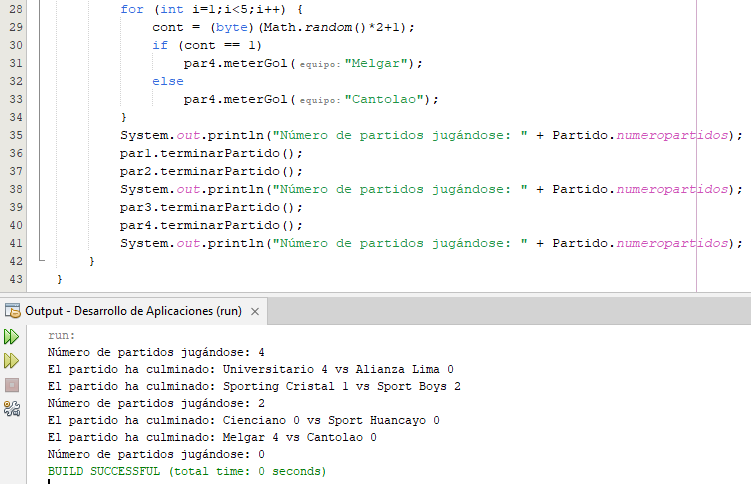 28 for (int i=1;i<5;i++) {
29 cont = (byte)(Math.random()*2+1);
30 if (cont == 1)
31 par4.meterGol( equipo: "Melgar");
32 else
33 par4.meterGol( equipo: "Cantolao");
34 }
35 System.out.println("Número de partidos jugándose: " + Partido.numeropartidos);
36 par1.terminarPartido();
37 par2.terminarPartido();
38 System.out.println("Número de partidos jugándose: " + Partido.numeropartidos);
39 par3.terminarPartido();
40 par4.terminarPartido();
41 System.out.println("Número de partidos jugándose: " + Partido.numeropartidos);
42 }
43 }
Output - Desarrollo de Aplicaciones (run) ×
run:
Número de partidos jugándose: 4
El partido ha culminado: Universitario 4 vs Alianza Lima 0
El partido ha culminado: Sporting Cristal 1 vs Sport Boys 2
Número de partidos jugándose: 2
El partido ha culminado: Cienciano 0 vs Sport Huancayo 0
El partido ha culminado: Melgar 4 vs Cantolao 0
Número de partidos jugándose: 0
BUILD SUCCESSFUL (total time: 0 seconds)